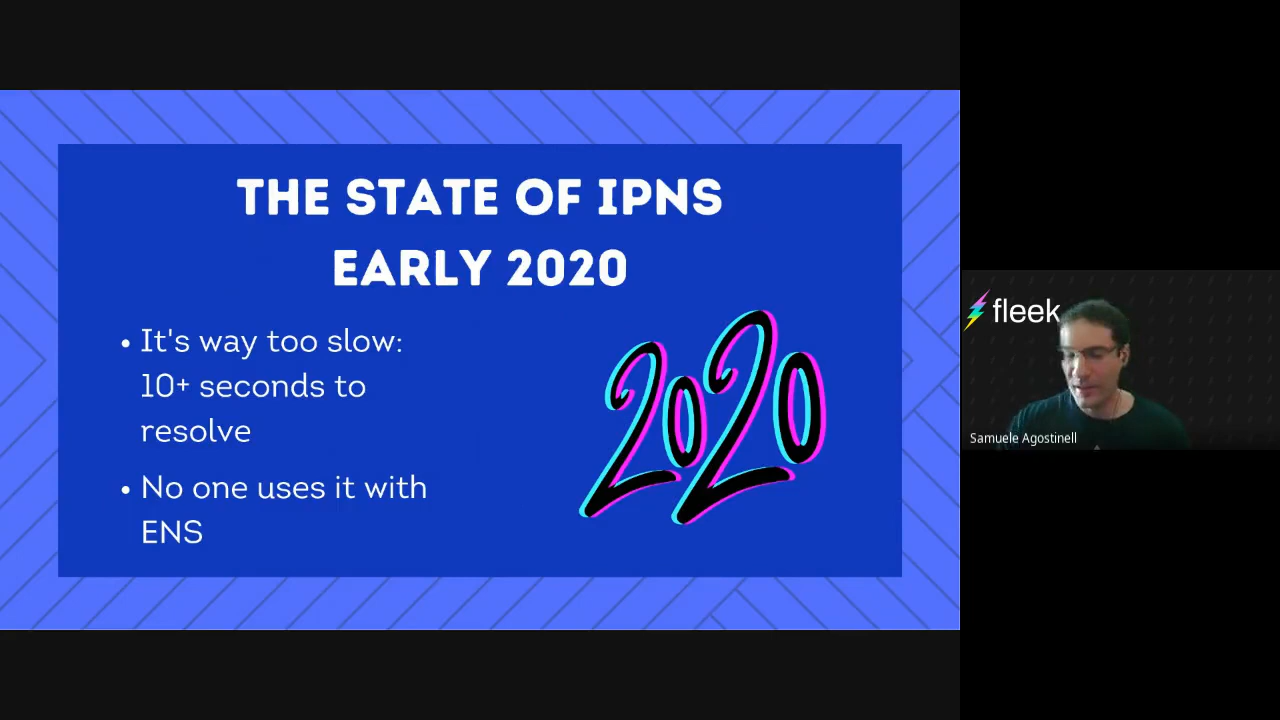 THE STATE OF IPNS
EARLY 2020
• It's way too slow:
10+ seconds to
resolve
• No one uses it with
ENS
2020
fleek
Samuele Agostinell